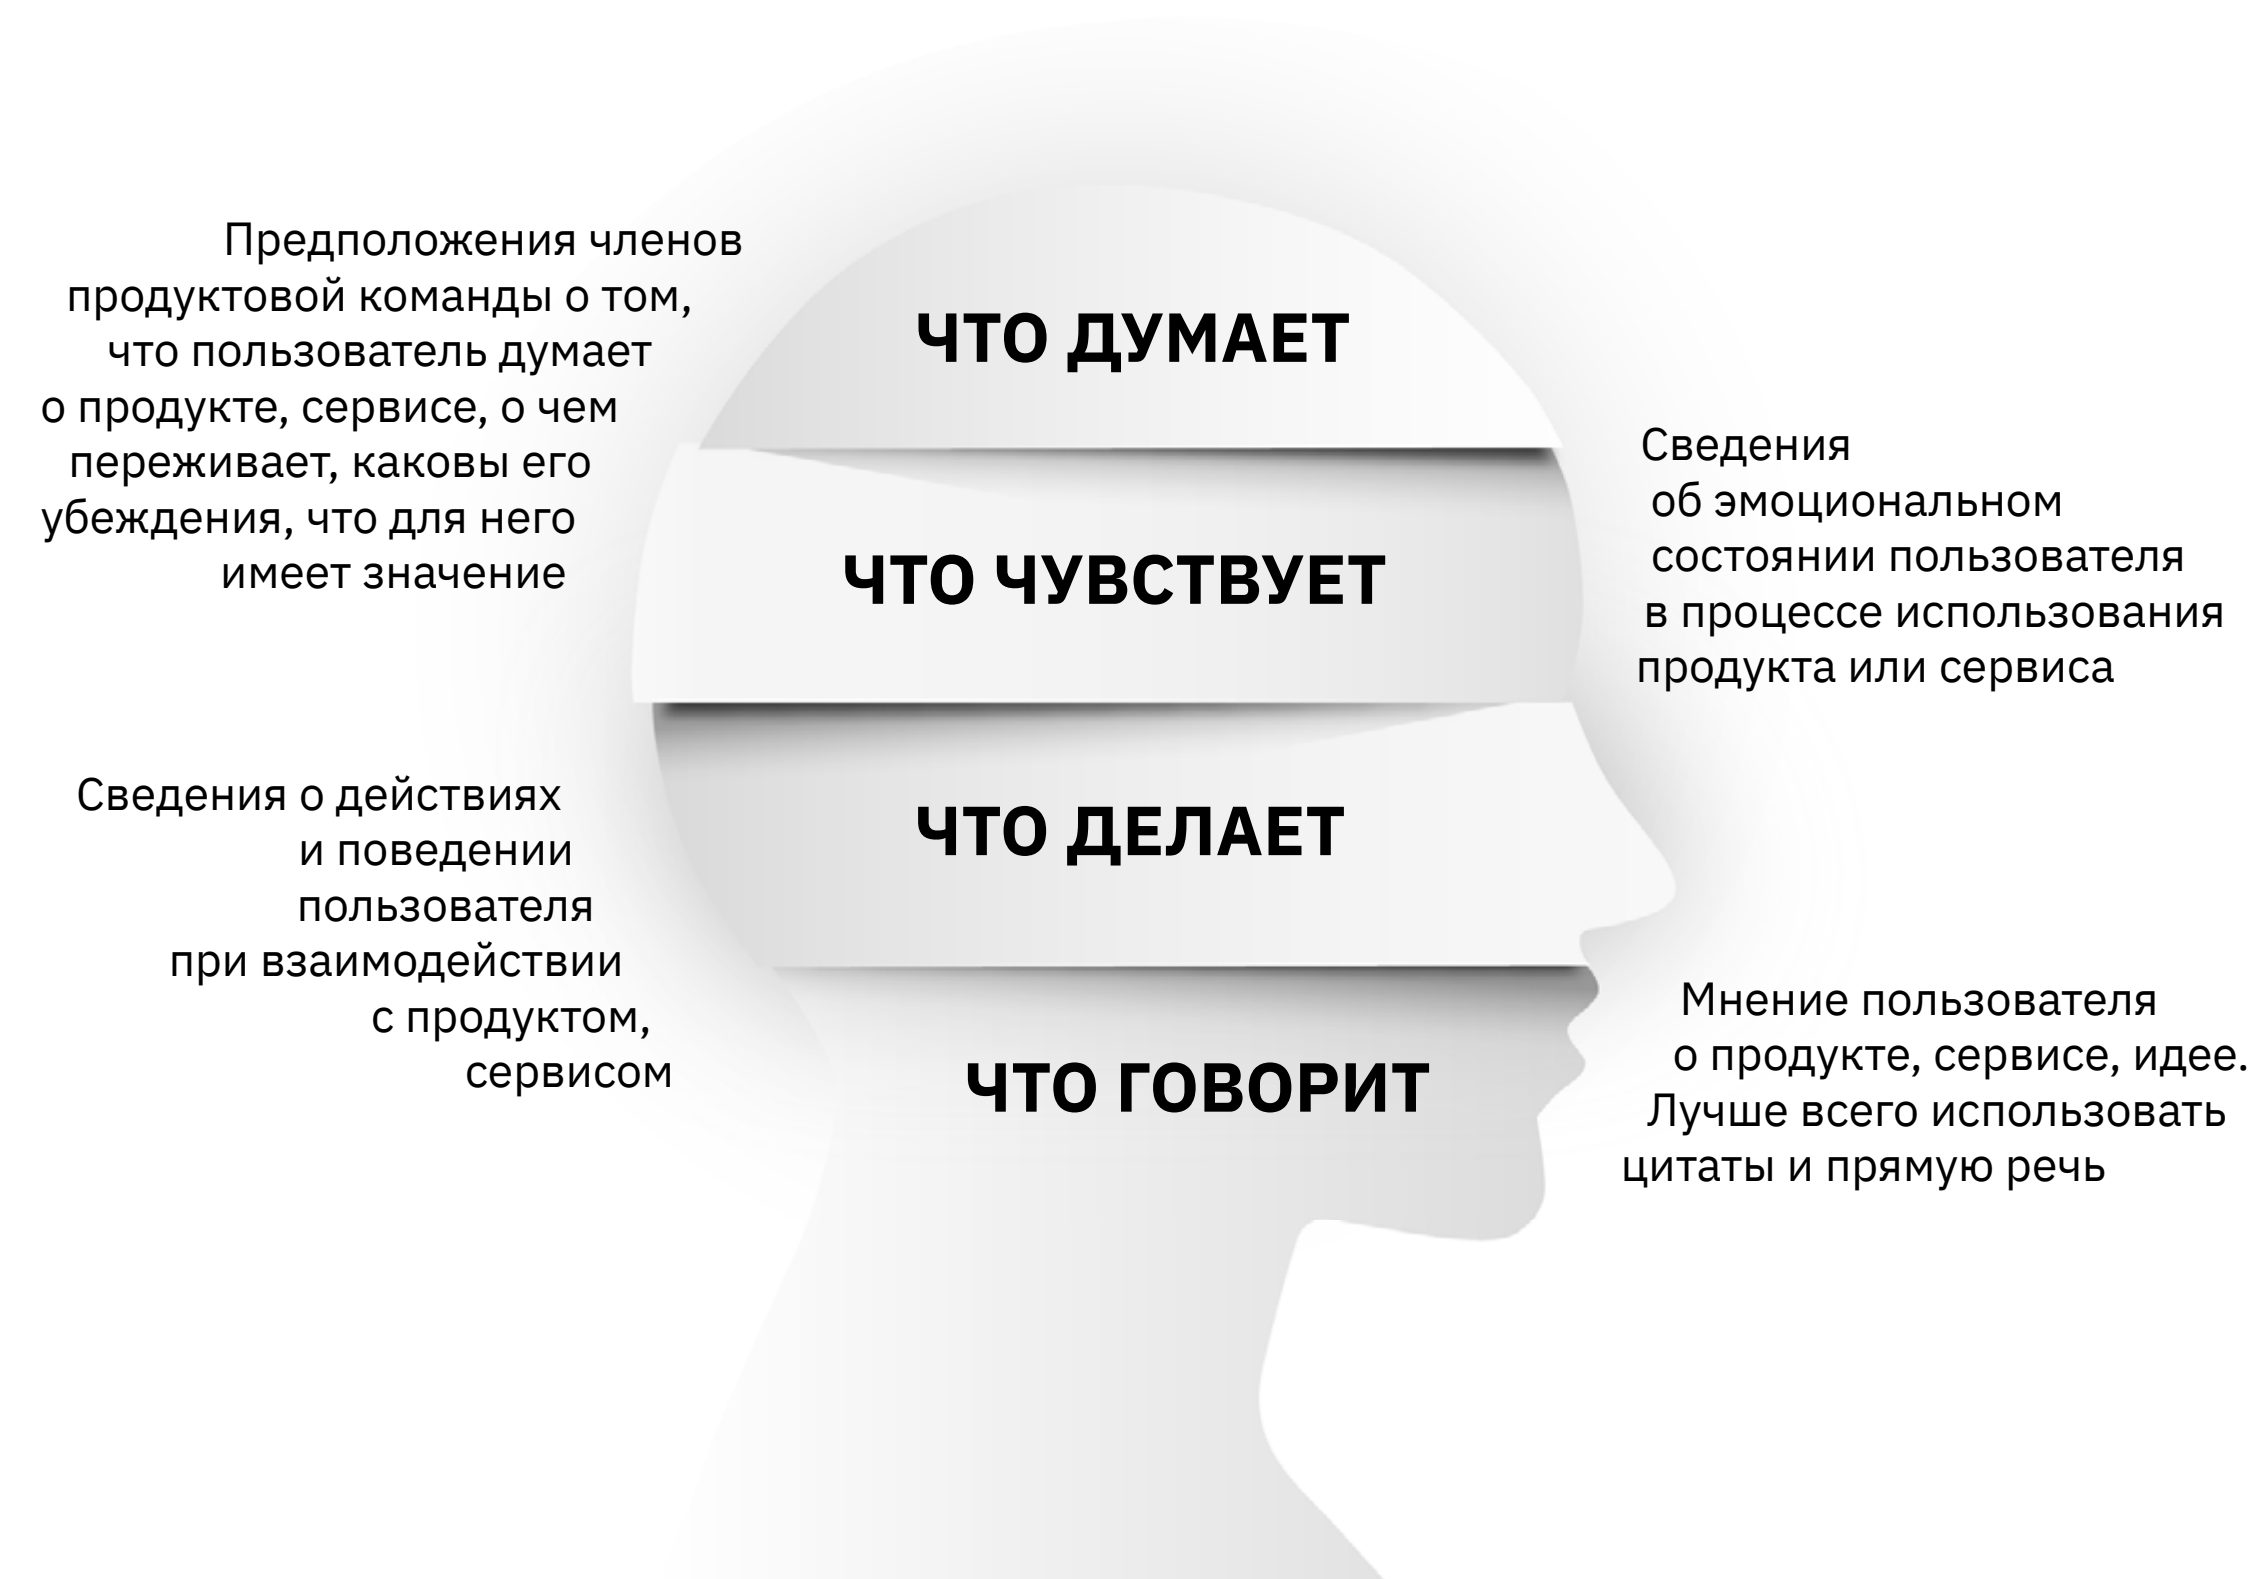 Предположения членов
продуктовой команды о том,
что пользователь думает
о продукте, сервисе, о чем
переживает, каковы его
убеждения, что для него
имеет значение
ЧТО ДУМАЕТ
ЧТО ЧУВСТВУЕТ
Сведения
об эмоциональном
состоянии пользователя
в процессе использования
продукта или сервиса
Сведения о действиях
и поведении
пользователя
при взаимодействии
с продуктом,
сервисом
ЧТО ДЕЛАЕТ
ЧТО ГОВОРИТ
Мнение пользователя
о продукте, сервисе, идее.
Лучше всего использовать
цитаты и прямую речь